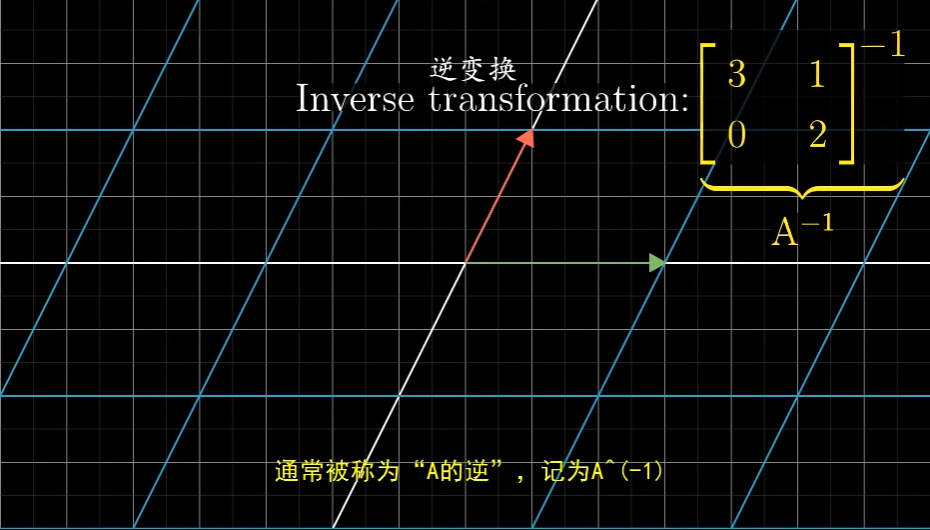 逆变换
Inverse transformation:
[3 1
0 2]^{-1}
A^{-1}
通常被称为“A的逆”，记为A^(-1)